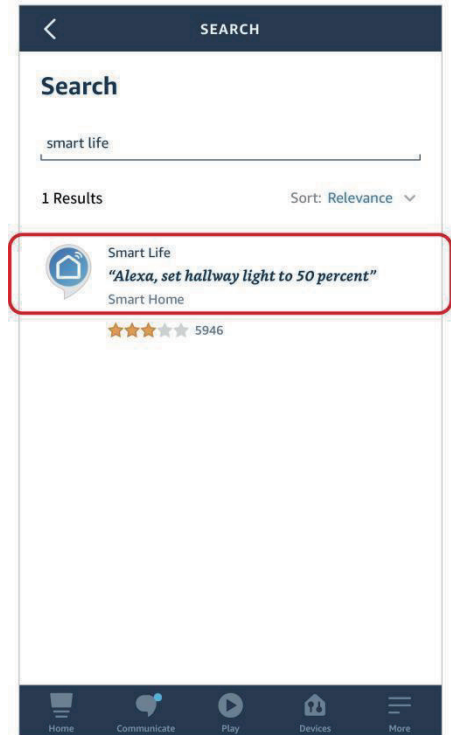 SEARCH
Search
smart life
1 Results Sort: Relevance
Smart Life
“Alexa, set hallway light to 50 percent”
Smart Home
5946
Home Communicate Play Devices More